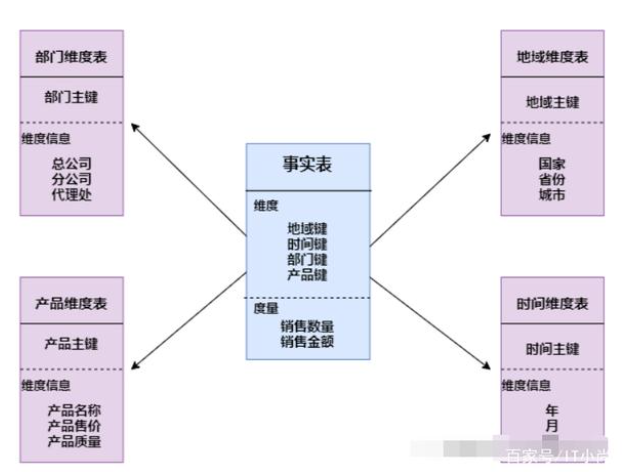 部门维度表
部门主键
维度信息
总公司
分公司
代理处
地域维度表
地域主键
维度信息
国家
省份
城市
事实表
维度
地域键
时间键
部门键
产品键
度量
销售数量
销售金额
产品维度表
产品主键
维度信息
产品名称
产品售价
产品质量
时间维度表
时间主键
维度信息
年
月
百家号/IT小尚